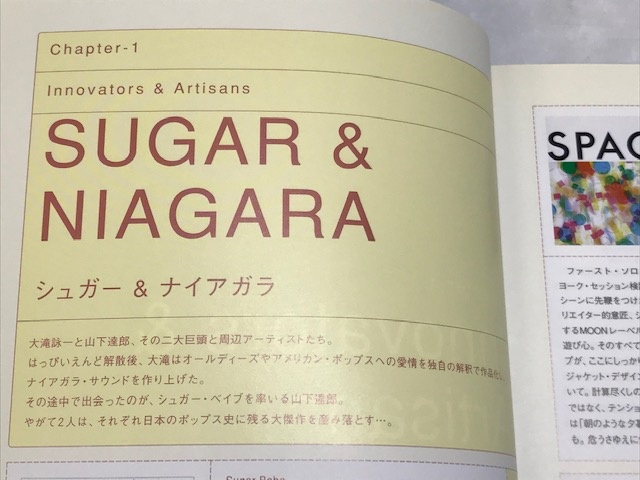 Chapter-1
Innovators & Artisans
SUGAR &
NIAGARA
シュガー & ナイアガラ
大滝詠一と山下達郎、その二大巨頭と周辺アーティストたち。
はっぴいえんど解散後、大滝はオールディーズやアメリカン・ポップスへの愛情を独自の解釈で作品化し、
ナイアガラ・サウンドを作り上げた。
その途中で出会ったのが、シュガー・ベイブを率いる山下達郎。
やがて2人は、それぞれ日本のポップス史に残る大傑作を産み落とす…。
Sugar Babe
SPAC
ファースト・ソロ
ヨーク・セッション検
シーンに先鞭をつけ
リエイター的意匠、シ
するMOONレーベ
遊び心。そのすべて
プが、ここにしっかり
ジャケット・デザイン
いて。計算尽くしの
ではなく、テンショ
は「朝のような夕暮
も。危うさゆえに